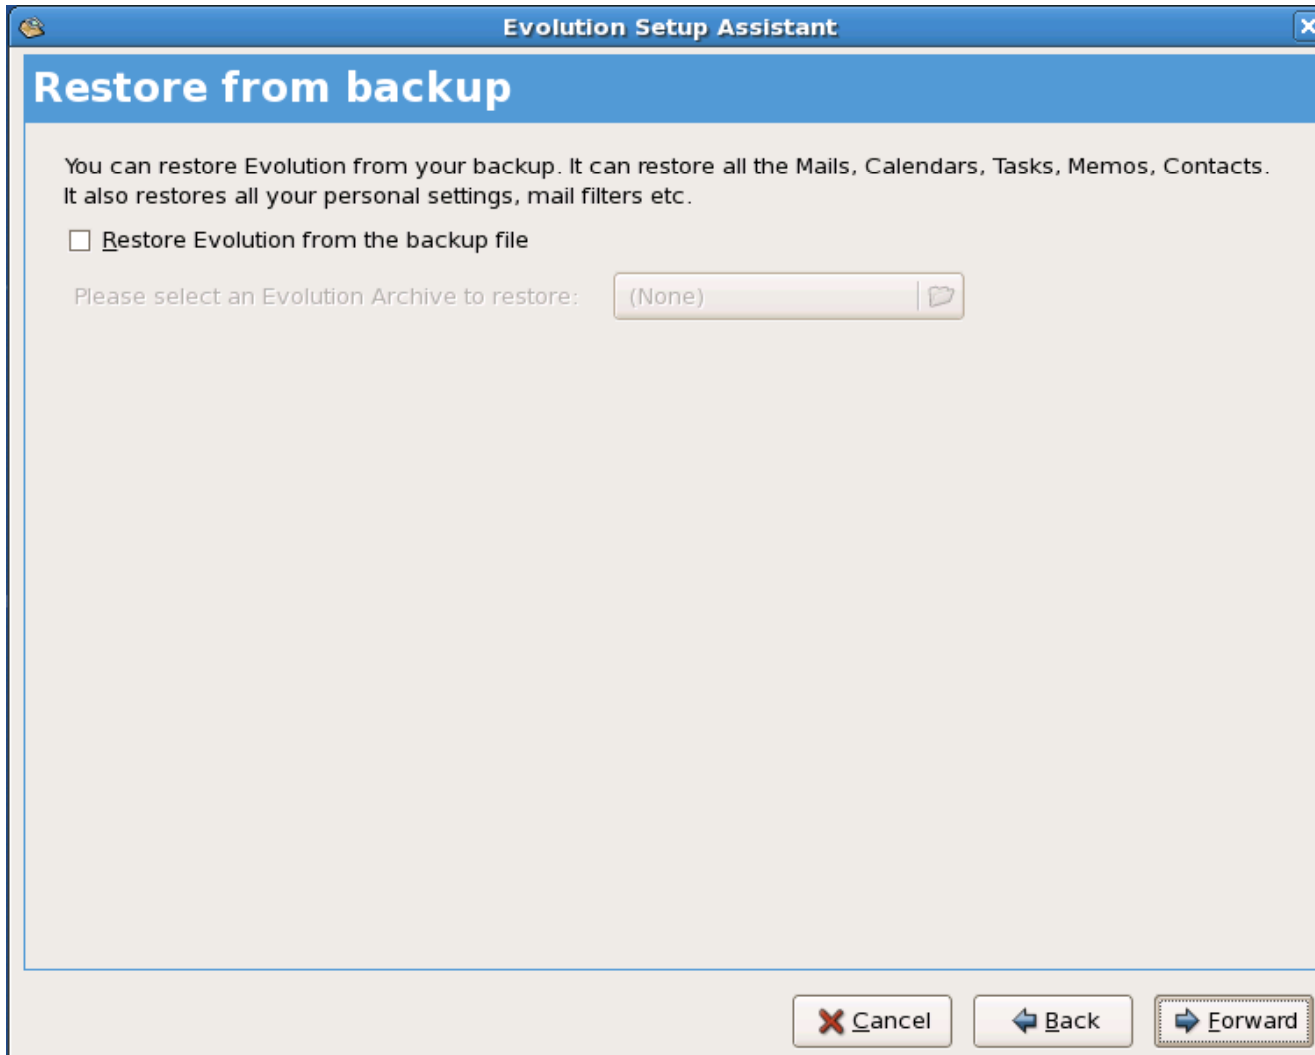 Evolution Setup Assistant
Restore from backup
You can restore Evolution from your backup. It can restore all the Mails, Calendars, Tasks, Memos, Contacts.
It also restores all your personal settings, mail filters etc.
Restore Evolution from the backup file
Please select an Evolution Archive to restore: (None)
Cancel Back Forward